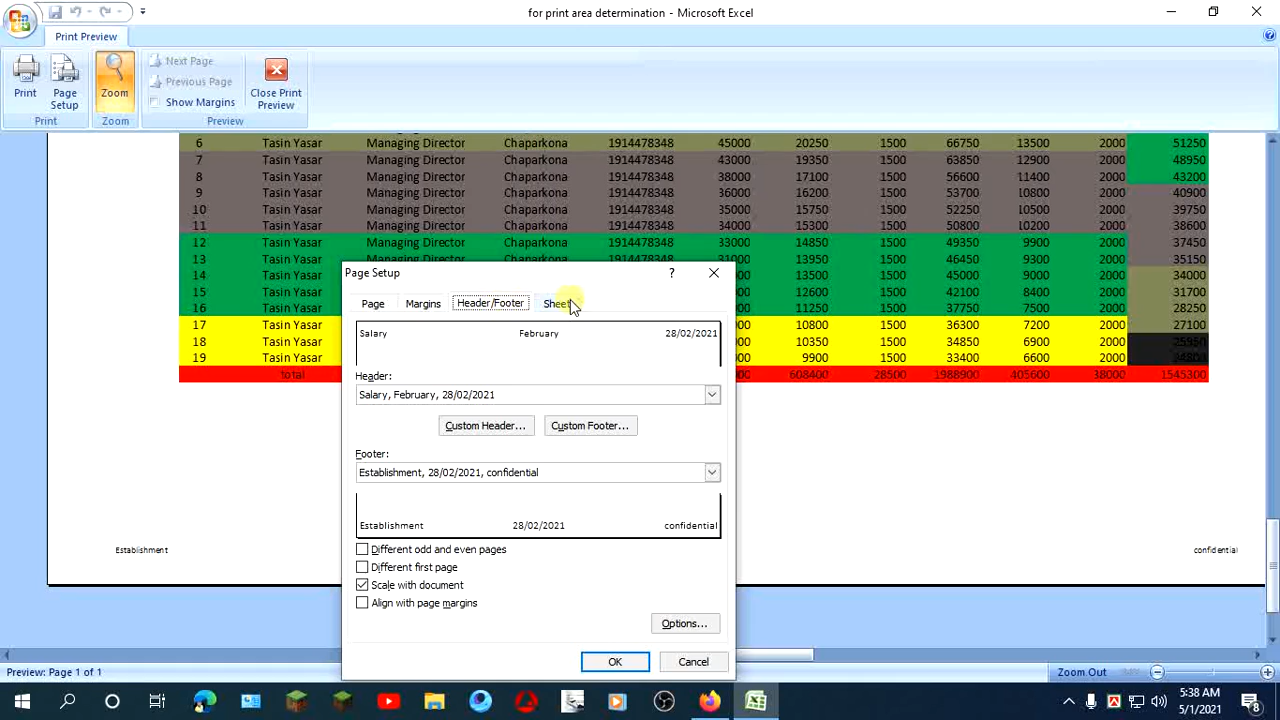 for print area determination - Microsoft Excel
Print Preview
Print
Page Setup
Zoom
Next Page
Previous Page
Show Margins
Close Print Preview
Print
Zoom
Preview
6 Tasin Yasar Managing Director Chaparkona 1914478348 45000 20250 1500 66750 13500 2000 51250
7 Tasin Yasar Managing Director Chaparkona 1914478348 43000 19350 1500 63850 12900 2000 48950
8 Tasin Yasar Managing Director Chaparkona 1914478348 38000 17100 1500 56600 11400 2000 43200
9 Tasin Yasar Managing Director Chaparkona 1914478348 36000 16200 1500 53700 10800 2000 40900
10 Tasin Yasar Managing Director Chaparkona 1914478348 35000 15750 1500 52250 10500 2000 39750
11 Tasin Yasar Managing Director Chaparkona 1914478348 34000 15300 1500 50800 10200 2000 38600
12 Tasin Yasar Managing Director Chaparkona 1914478348 33000 14850 1500 49350 9900 2000 37450
13 Tasin Yasar Managing Director Chaparkona 1914478348 31000 13950 1500 46450 9300 2000 35150
14 Tasin Yasar 13500 1500 45000 9000 2000 34000
15 Tasin Yasar 12600 1500 42100 8400 2000 31700
16 Tasin Yasar 11250 1500 37750 7500 2000 28250
17 Tasin Yasar 10800 1500 36300 7200 2000 27100
18 Tasin Yasar 10350 1500 34850 6900 2000 25950
19 Tasin Yasar 9900 1500 33400 6600 2000 24800
total 608400 28500 1988900 405600 38000 1545300
Page Setup
?
Page Margins Header/Footer Sheet
Salary February 28/02/2021
Header:
Salary, February, 28/02/2021
Custom Header... Custom Footer...
Footer:
Establishment, 28/02/2021, confidential
Establishment 28/02/2021 confidential
Different odd and even pages
Different first page
Scale with document
Align with page margins
Options...
OK Cancel
Establishment confidential
Preview: Page 1 of 1
Zoom Out
5:38 AM
5/1/2021
8